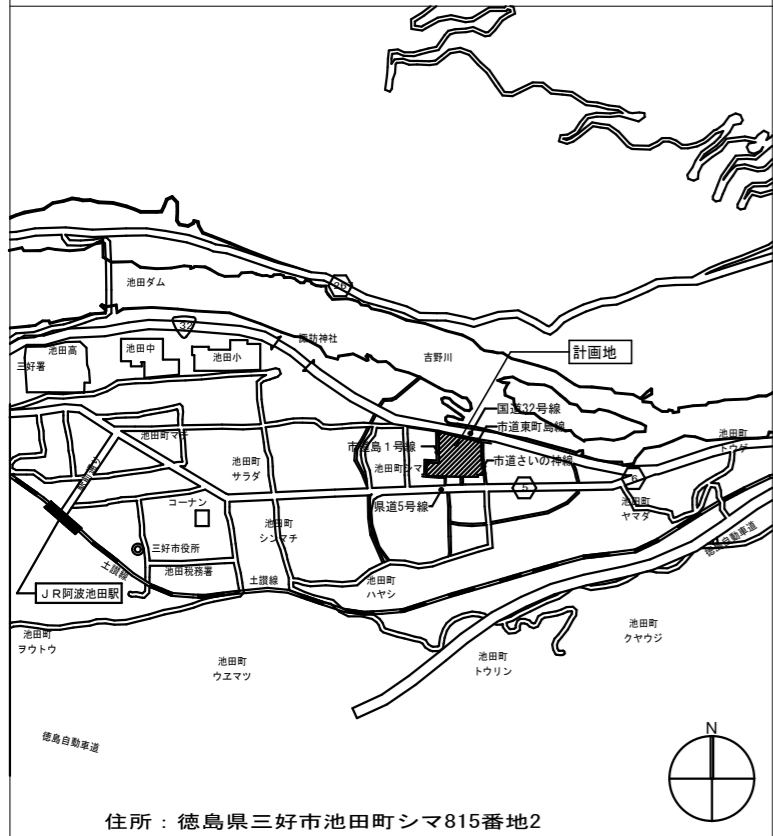 池田ダム
26
32
諏訪神社
池田高
池田中
池田小
三好署
吉野川
計画地
国道32号線
市道東町島線
池田町
トウゲ
池田町マチ
市道島1号線
池田町
サラダ
池田町シマ
市道さいの神線
県道5号線
5
6
池田町
ヤマダ
コーナン
池田町
シンマチ
三好市役所
池田税務署
土讃線
土讃線
徳島自動車道
JR阿波池田駅
池田町
ハヤシ
池田町
ヲウトウ
池田町
ウヱマツ
池田町
トウリン
池田町
クヤウジ
徳島自動車道
N
住所：徳島県三好市池田町シマ815番地2